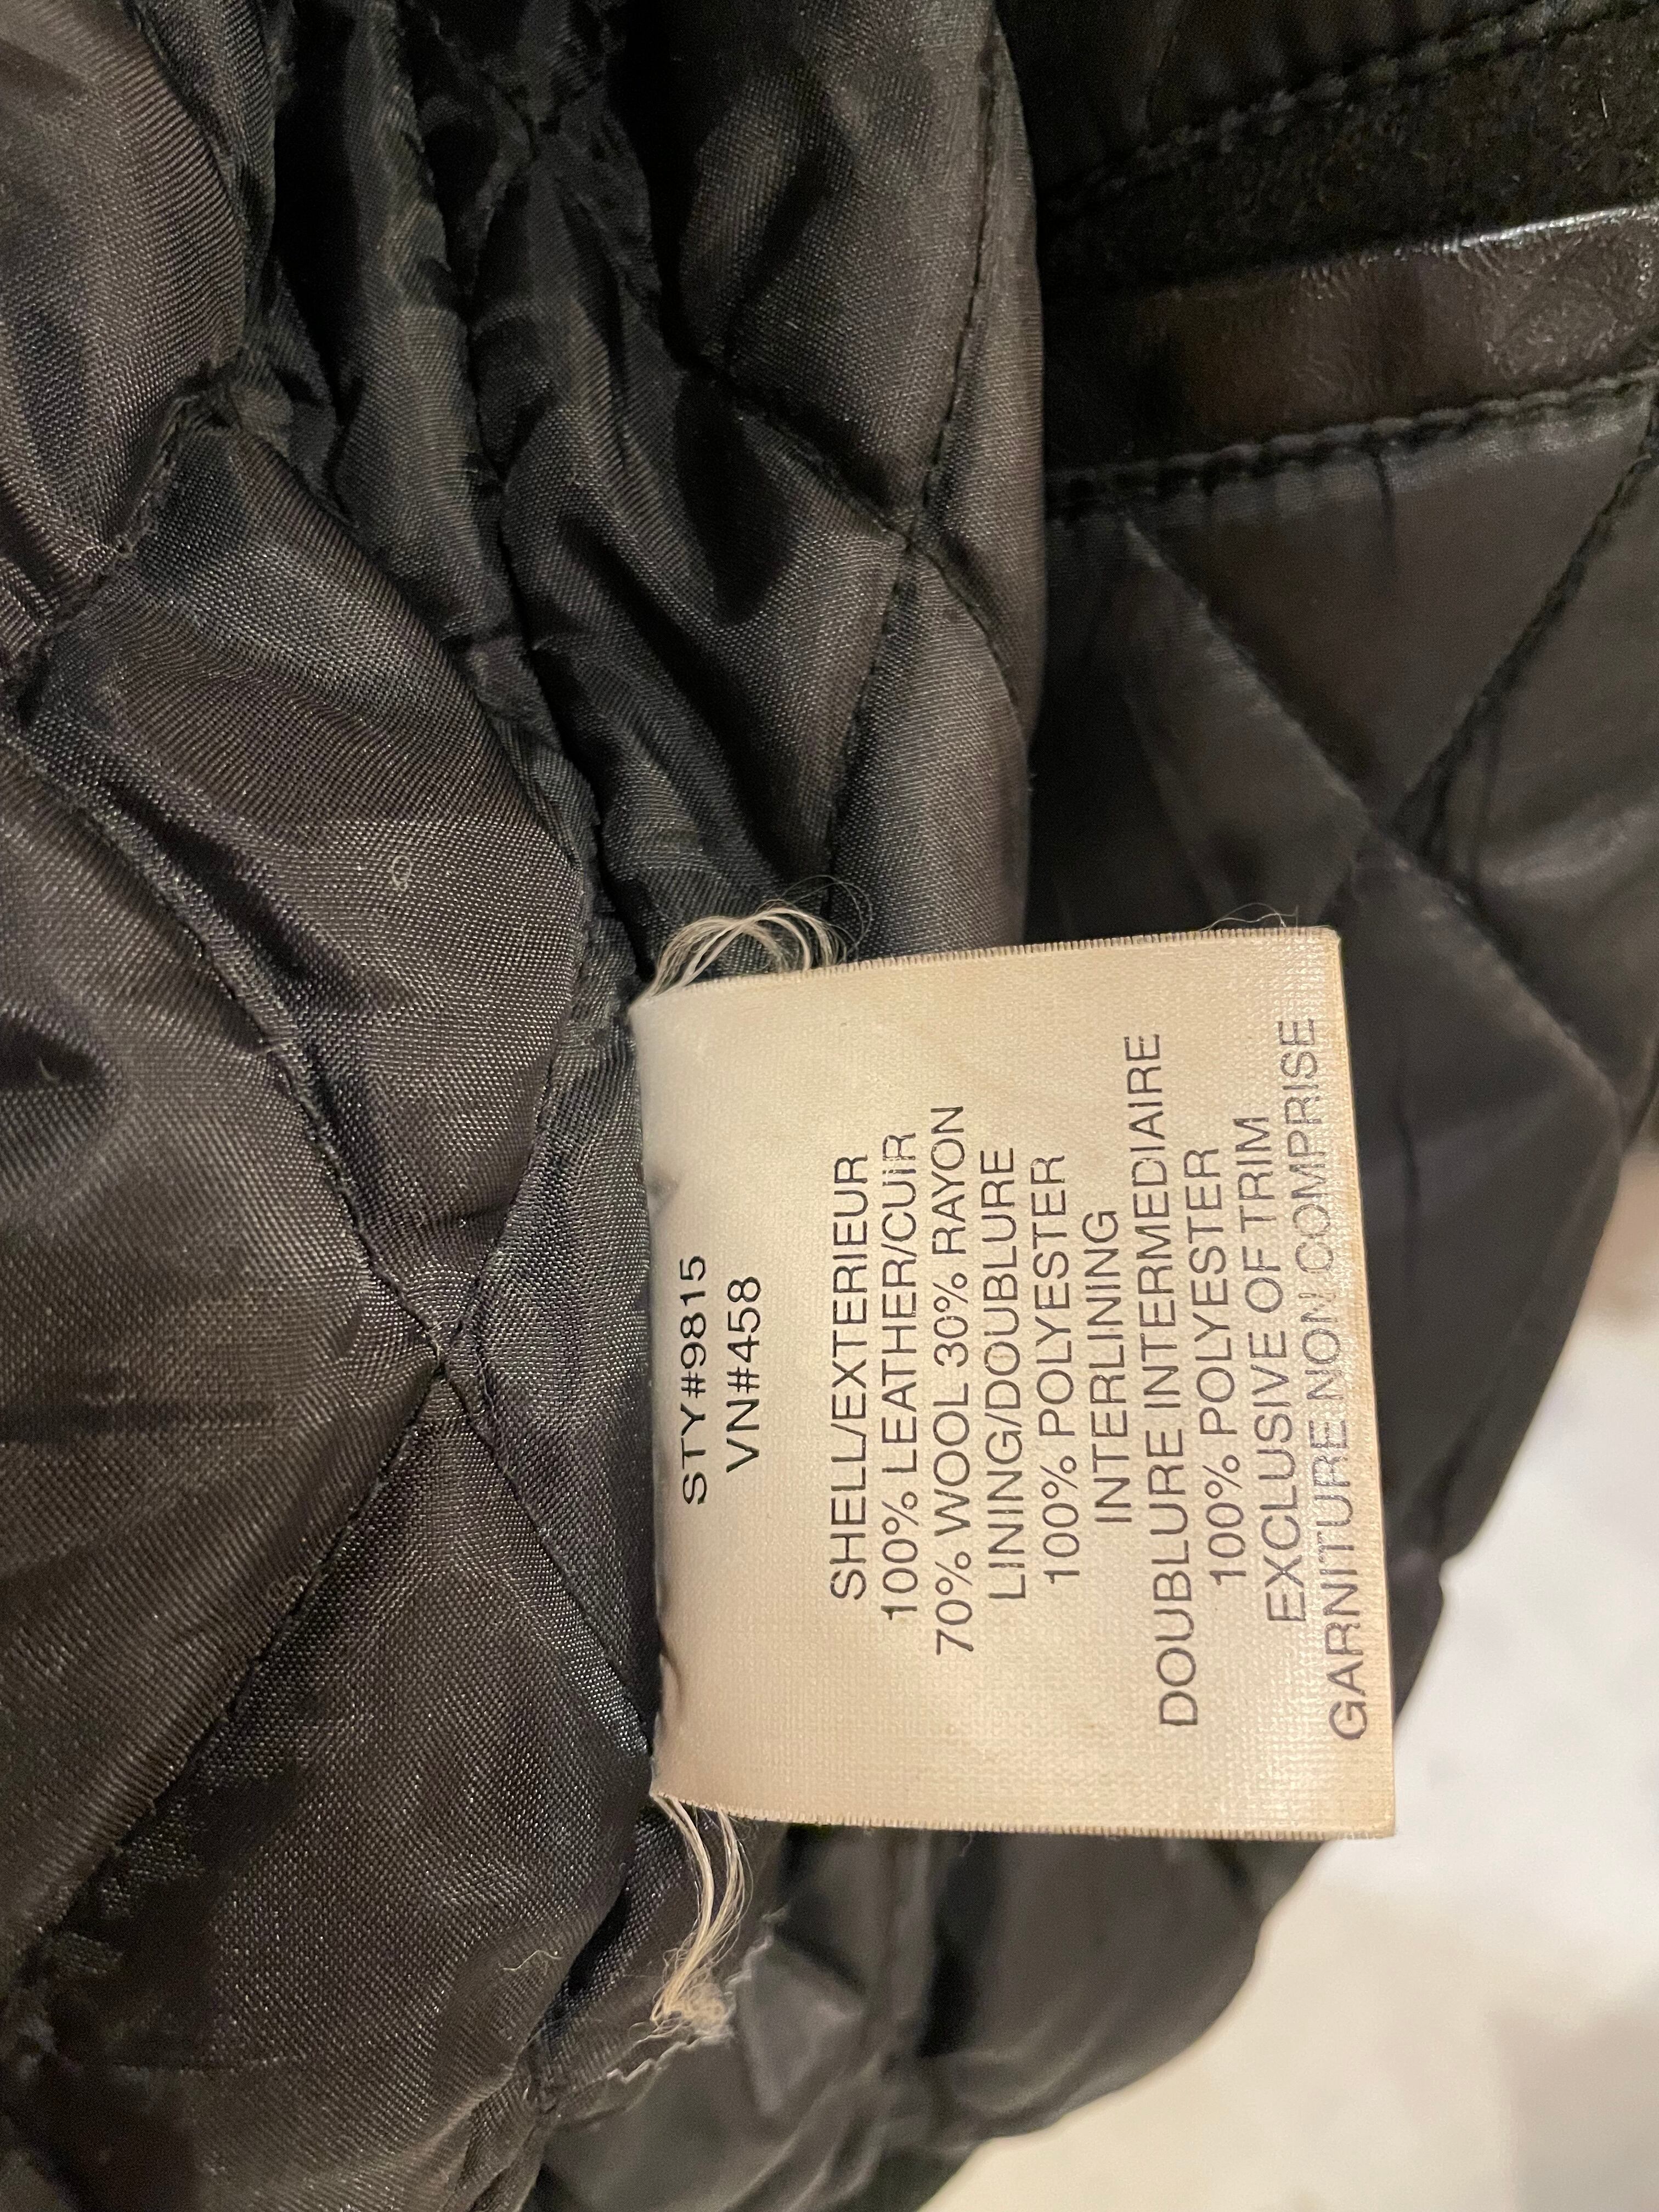 STY#9815
VN#458
SHELL/EXTERIEUR
100% LEATHER/CUIR
70% WOOL 30% RAYON
LINING/DOUBLURE
100% POLYESTER
INTERLINING
DOUBLURE INTERMEDIAIRE
100% POLYESTER
EXCLUSIVE OF TRIM
GARNITURE NON COMPRISE